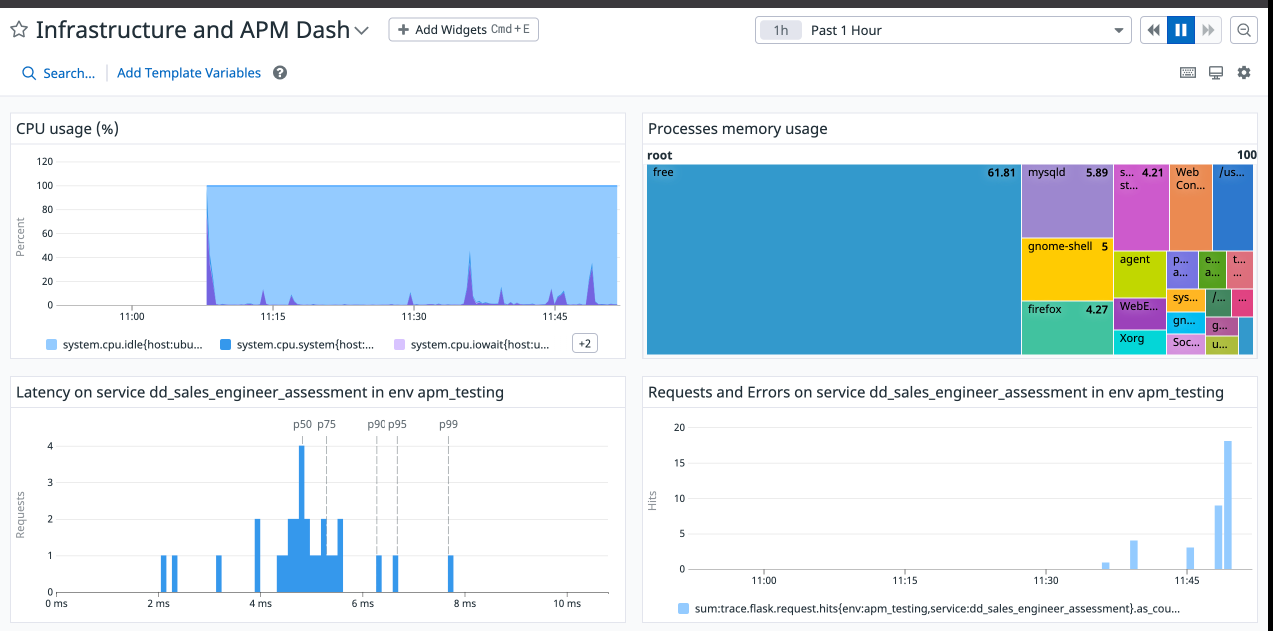 Infrastructure and APM Dash
+ Add Widgets Cmd+E
1h Past 1 Hour
Search... Add Template Variables ?
CPU usage (%)
120
100
80
60
40
20
0
Percent
11:00 11:15 11:30 11:45
system.cpu.idle{host:ubu... system.cpu.system{host:... system.cpu.iowait{host:u... +2
Processes memory usage
root 100
free 61.81
mysqld 5.89
gnome-shell 5
firefox 4.27
s... 4.21
st...
Web
Con...
/us...
agent
WebE...
Xorg
p...
a...
e...
a...
t...
...
sys...
/...
...
gn...
g...
Soc...
u...
Latency on service dd_sales_engineer_assessment in env apm_testing
p50 p75 p90 p95 p99
4
3
2
1
0
Requests
0 ms 2 ms 4 ms 6 ms 8 ms 10 ms
Requests and Errors on service dd_sales_engineer_assessment in env apm_testing
20
15
10
5
0
Hits
11:00 11:15 11:30 11:45
sum:trace.flask.request.hits{env:apm_testing,service:dd_sales_engineer_assessment}.as_cou...